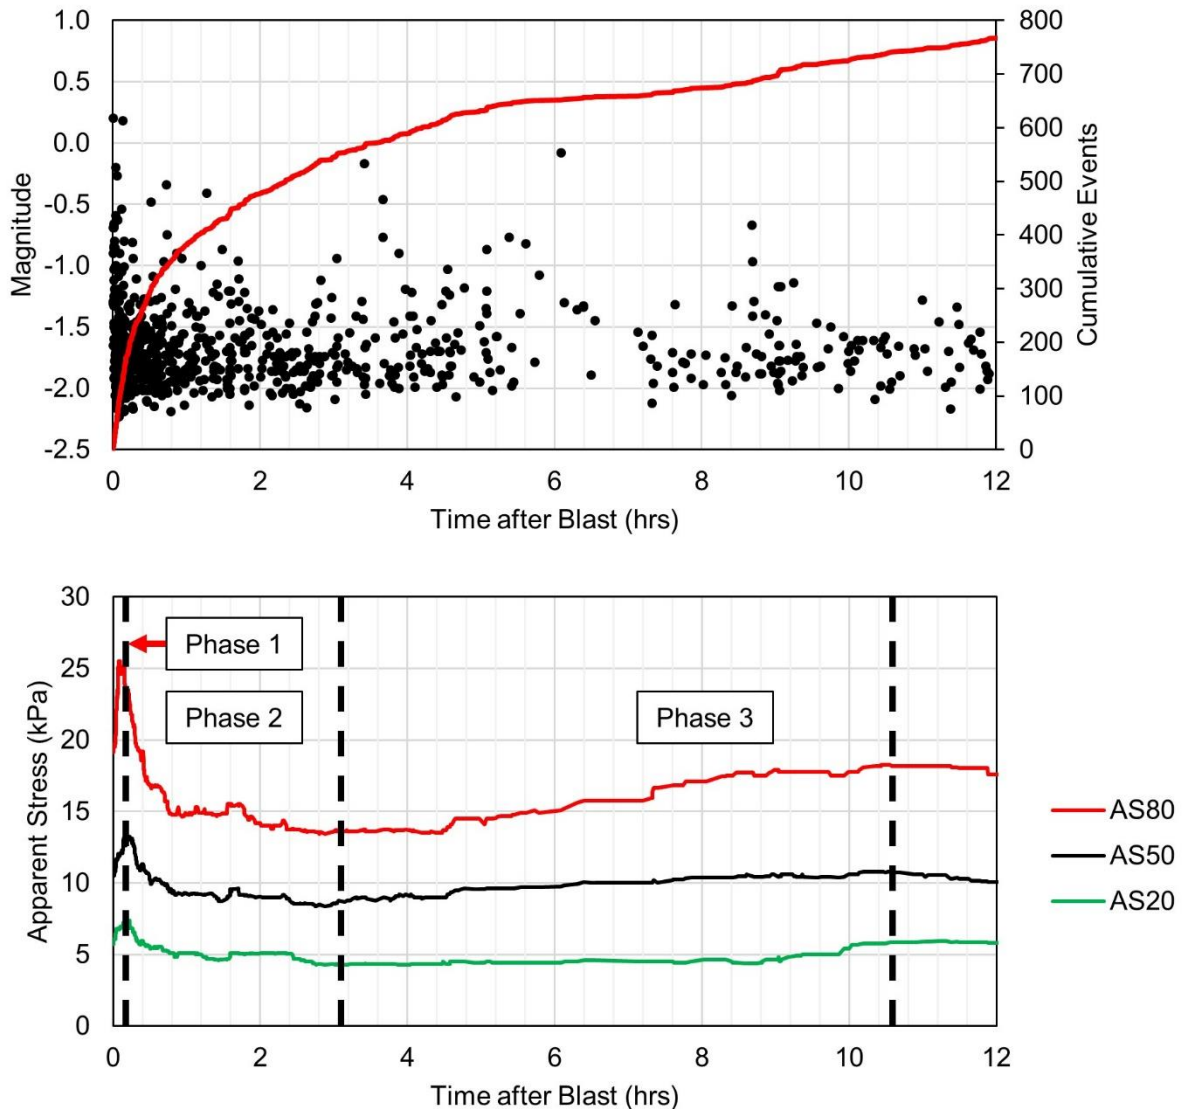 1.0
0.5
0.0
-0.5
-1.0
-1.5
-2.0
-2.5
Magnitude
800
700
600
500
400
300
200
100
0
Cumulative Events
0 2 4 6 8 10 12
Time after Blast (hrs)
30
25
20
15
10
5
0
Apparent Stress (kPa)
Phase 1
Phase 2
Phase 3
AS80
AS50
AS20
0 2 4 6 8 10 12
Time after Blast (hrs)